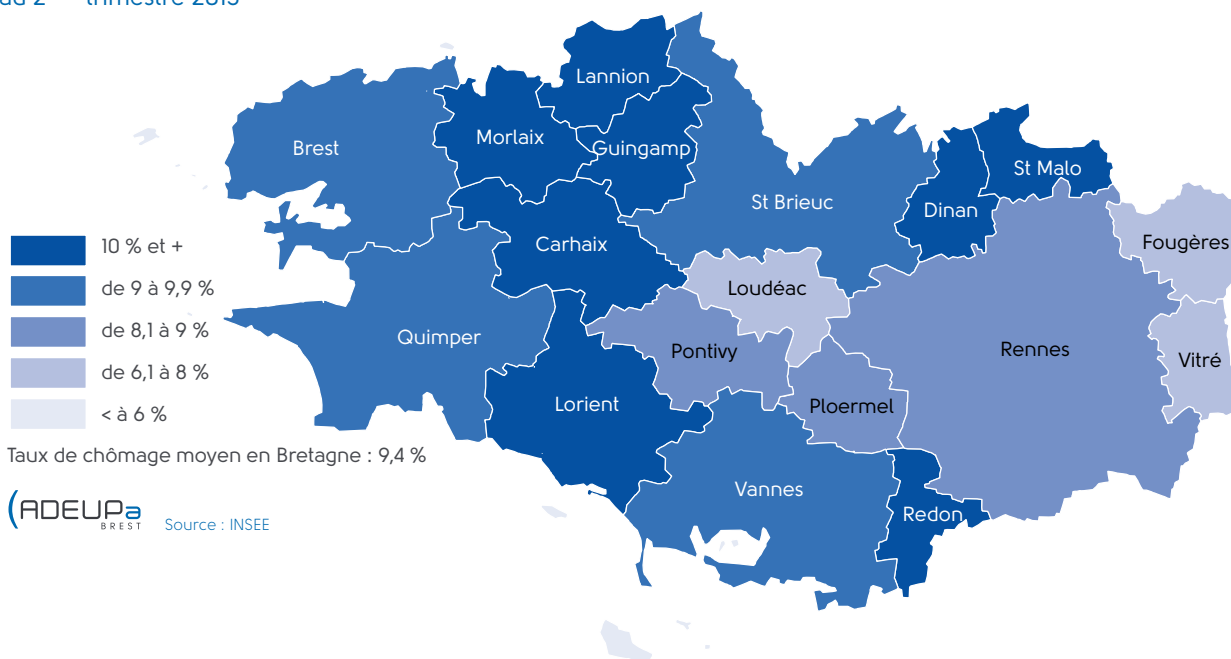 trimestre 2015
Lannion
Morlaix
Guingamp
Brest
St Malo
St Brieuc
Dinan
Fougères
Carhaix
10 % et +
de 9 à 9,9 %
de 8,1 à 9 %
de 6,1 à 8 %
< à 6 %
Loudéac
Quimper
Pontivy
Rennes
Vitré
Lorient
Ploermel
Vannes
Redon
Taux de chômage moyen en Bretagne : 9,4 %
ADEUPa
BREST
Source : INSEE